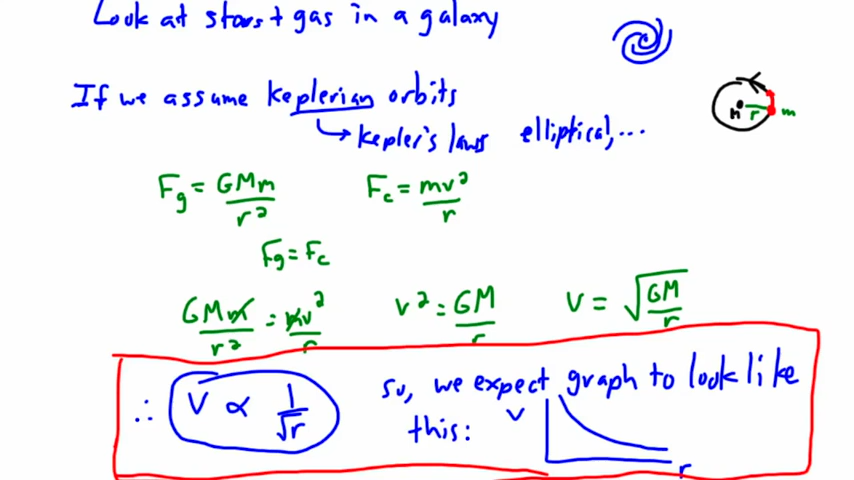 Look at stars + gas in a galaxy
If we assume keplerian orbits
→ kepler's laws elliptical,...
M r m
Fg = GMm/r² Fc = mv²/r
Fg = Fc
GMm/r² = mv²/r v² = GM/r V = √(GM/r)
∴ V ∝ 1/√r so, we expect graph to look like
this: v
r